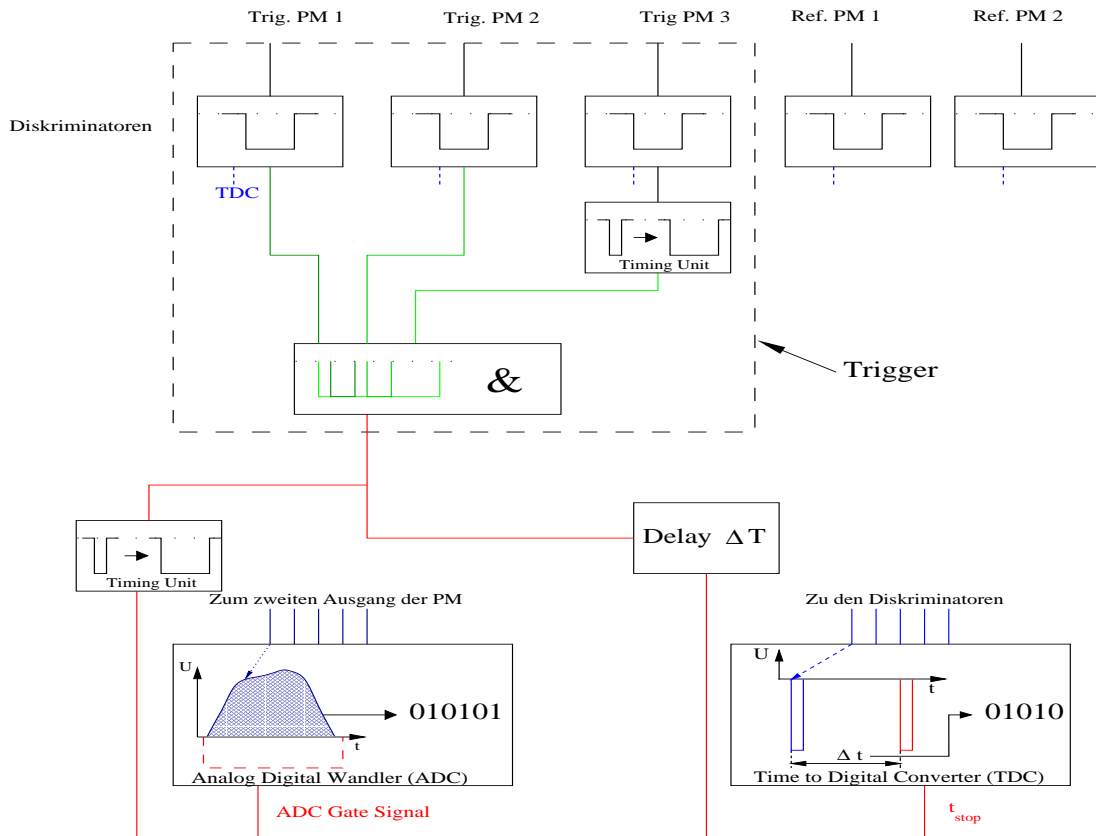 Trig. PM 1
Trig. PM 2
Trig PM 3
Ref. PM 1
Ref. PM 2
Diskriminatoren
TDC
Timing Unit
&
Trigger
Delay Δ T
Timing Unit
Zum zweiten Ausgang der PM
Zu den Diskriminatoren
U
t
010101
Analog Digital Wandler (ADC)
U
t
01010
Δ t
Time to Digital Converter (TDC)
ADC Gate Signal
t stop